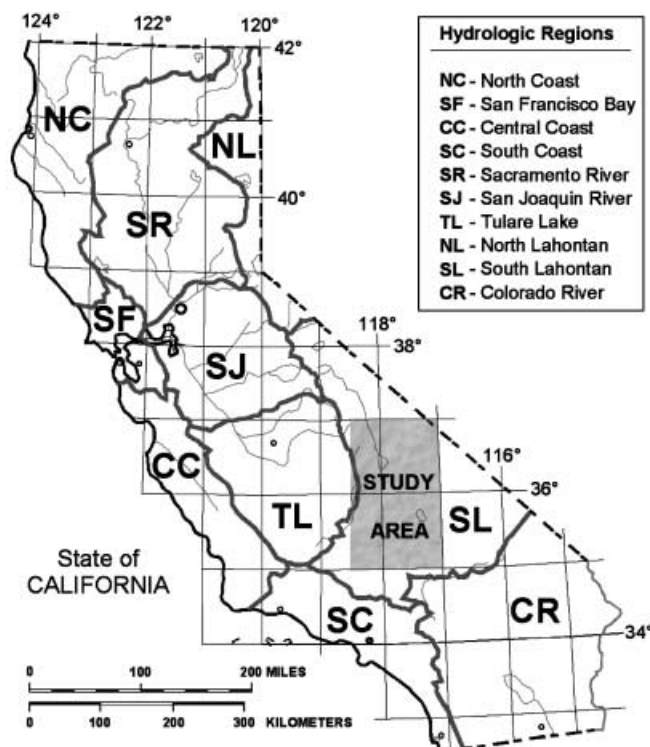 124°
122°
120°
42°
Hydrologic Regions
NC - North Coast
SF - San Francisco Bay
CC - Central Coast
SC - South Coast
SR - Sacramento River
SJ - San Joaquin River
TL - Tulare Lake
NL - North Lahontan
SL - South Lahontan
CR - Colorado River
NC
NL
SR
40°
SF
118°
38°
SJ
116°
CC
STUDY
36°
TL
AREA
SL
State of
CALIFORNIA
SC
CR
34°
0 100 200 MILES
0 100 200 300 KILOMETERS